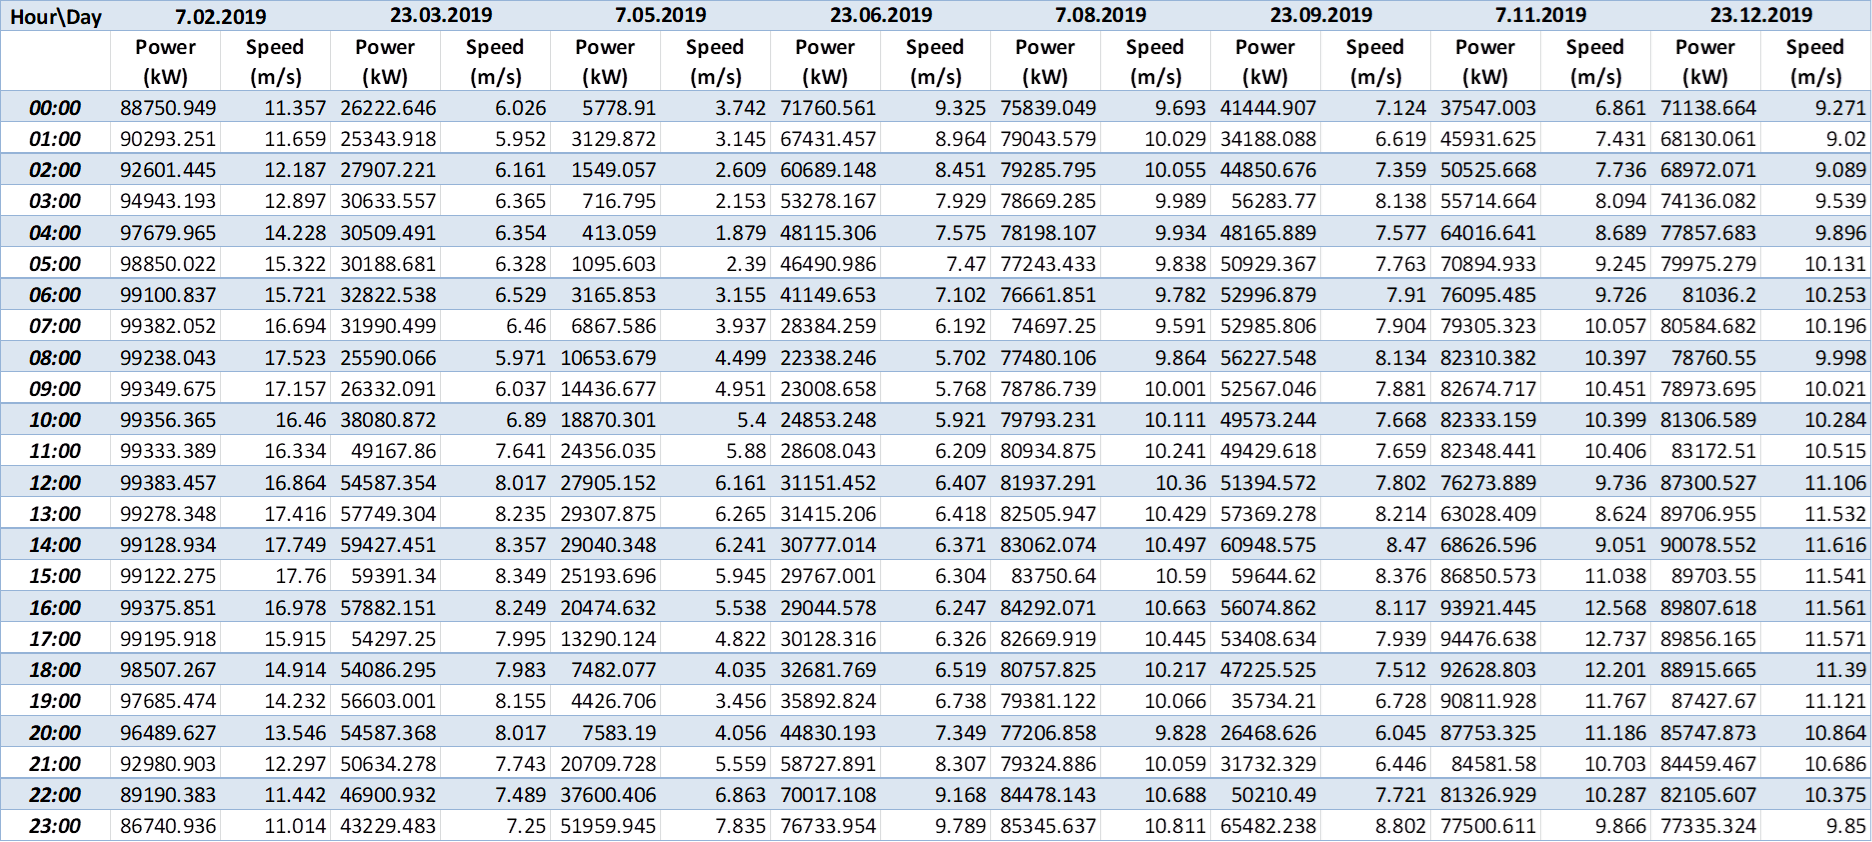 Hour\Day 7.02.2019 23.03.2019 7.05.2019 23.06.2019 7.08.2019 23.09.2019 7.11.2019 23.12.2019
Power Speed Power Speed Power Speed Power Speed Power Speed Power Speed Power Speed Power Speed
(kW) (m/s) (kW) (m/s) (kW) (m/s) (kW) (m/s) (kW) (m/s) (kW) (m/s) (kW) (m/s) (kW) (m/s)
00:00 88750.949 11.357 26222.646 6.026 5778.91 3.742 71760.561 9.325 75839.049 9.693 41444.907 7.124 37547.003 6.861 71138.664 9.271
01:00 90293.251 11.659 25343.918 5.952 3129.872 3.145 67431.457 8.964 79043.579 10.029 34188.088 6.619 45931.625 7.431 68130.061 9.02
02:00 92601.445 12.187 27907.221 6.161 1549.057 2.609 60689.148 8.451 79285.795 10.055 44850.676 7.359 50525.668 7.736 68972.071 9.089
03:00 94943.193 12.897 30633.557 6.365 716.795 2.153 53278.167 7.929 78669.285 9.989 56283.77 8.138 55714.664 8.094 74136.082 9.539
04:00 97679.965 14.228 30509.491 6.354 413.059 1.879 48115.306 7.575 78198.107 9.934 48165.889 7.577 64016.641 8.689 77857.683 9.896
05:00 98850.022 15.322 30188.681 6.328 1095.603 2.39 46490.986 7.47 77243.433 9.838 50929.367 7.763 70894.933 9.245 79975.279 10.131
06:00 99100.837 15.721 32822.538 6.529 3165.853 3.155 41149.653 7.102 76661.851 9.782 52996.879 7.91 76095.485 9.726 81036.2 10.253
07:00 99382.052 16.694 31990.499 6.46 6867.586 3.937 28384.259 6.192 74697.25 9.591 52985.806 7.904 79305.323 10.057 80584.682 10.196
08:00 99238.043 17.523 25590.066 5.971 10653.679 4.499 22338.246 5.702 77480.106 9.864 56227.548 8.134 82310.382 10.397 78760.55 9.998
09:00 99349.675 17.157 26332.091 6.037 14436.677 4.951 23008.658 5.768 78786.739 10.001 52567.046 7.881 82674.717 10.451 78973.695 10.021
10:00 99356.365 16.46 38080.872 6.89 18870.301 5.4 24853.248 5.921 79793.231 10.111 49573.244 7.668 82333.159 10.399 81306.589 10.284
11:00 99333.389 16.334 49167.86 7.641 24356.035 5.88 28608.043 6.209 80934.875 10.241 49429.618 7.659 82348.441 10.406 83172.51 10.515
12:00 99383.457 16.864 54587.354 8.017 27905.152 6.161 31151.452 6.407 81937.291 10.36 51394.572 7.802 76273.889 9.736 87300.527 11.106
13:00 99278.348 17.416 57749.304 8.235 29307.875 6.265 31415.206 6.418 82505.947 10.429 57369.278 8.214 63028.409 8.624 89706.955 11.532
14:00 99128.934 17.749 59427.451 8.357 29040.348 6.241 30777.014 6.371 83062.074 10.497 60948.575 8.47 68626.596 9.051 90078.552 11.616
15:00 99122.275 17.76 59391.34 8.349 25193.696 5.945 29767.001 6.304 83750.64 10.59 59644.62 8.376 86850.573 11.038 89703.55 11.541
16:00 99375.851 16.978 57882.151 8.249 20474.632 5.538 29044.578 6.247 84292.071 10.663 56074.862 8.117 93921.445 12.568 89807.618 11.561
17:00 99195.918 15.915 54297.25 7.995 13290.124 4.822 30128.316 6.326 82669.919 10.445 53408.634 7.939 94476.638 12.737 89856.165 11.571
18:00 98507.267 14.914 54086.295 7.983 7482.077 4.035 32681.769 6.519 80757.825 10.217 47225.525 7.512 92628.803 12.201 88915.665 11.39
19:00 97685.474 14.232 56603.001 8.155 4426.706 3.456 35892.824 6.738 79381.122 10.066 35734.21 6.728 90811.928 11.767 87427.67 11.121
20:00 96489.627 13.546 54587.368 8.017 7583.19 4.056 44830.193 7.349 77206.858 9.828 26468.626 6.045 87753.325 11.186 85747.873 10.864
21:00 92980.903 12.297 50634.278 7.743 20709.728 5.559 58727.891 8.307 79324.886 10.059 31732.329 6.446 84581.58 10.703 84459.467 10.686
22:00 89190.383 11.442 46900.932 7.489 37600.406 6.863 70017.108 9.168 84478.143 10.688 50210.49 7.721 81326.929 10.287 82105.607 10.375
23:00 86740.936 11.014 43229.483 7.25 51959.945 7.835 76733.954 9.789 85345.637 10.811 65482.238 8.802 77500.611 9.866 77335.324 9.85